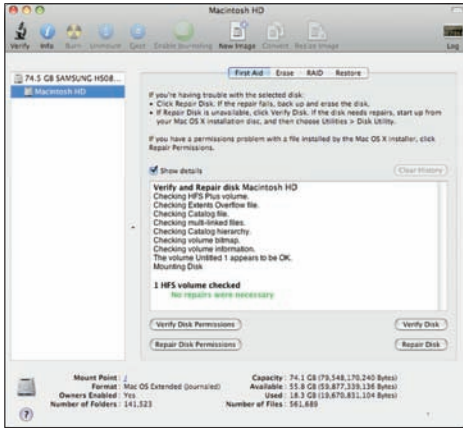 Macintosh HD
Verify Info Burn Unmount Eject Enable Journaling New Image Convert Resize Image Log
74.5 GB SAMSUNG HS08...
Macintosh HD
First Aid Erase RAID Restore
If you're having trouble with the selected disk:
• Click Repair Disk. If the repair fails, back up and erase the disk.
• If Repair Disk is unavailable, click Verify Disk. If the disk needs repairs, start up from
your Mac OS X installation disc, and then choose Utilities > Disk Utility.
If you have a permissions problem with a file installed by the Mac OS X installer, click
Repair Permissions.
Show details
Clear History
Verify and Repair disk Macintosh HD
Checking HFS Plus volume.
Checking Extents Overflow file.
Checking Catalog file.
Checking multi-linked files.
Checking Catalog hierarchy.
Checking volume bitmap.
Checking volume information.
The volume Untitled 1 appears to be OK.
Mounting Disk
1 HFS volume checked
No repairs were necessary
Verify Disk Permissions Verify Disk
Repair Disk Permissions Repair Disk
Mount Point : / Capacity : 74.1 GB (79,548,170,240 Bytes)
Format : Mac OS Extended (Journaled) Available : 55.8 GB (59,877,339,136 Bytes)
Owners Enabled : Yes Used : 18.3 GB (19,670,831,104 Bytes)
Number of Folders : 141,523 Number of Files : 561,689
?